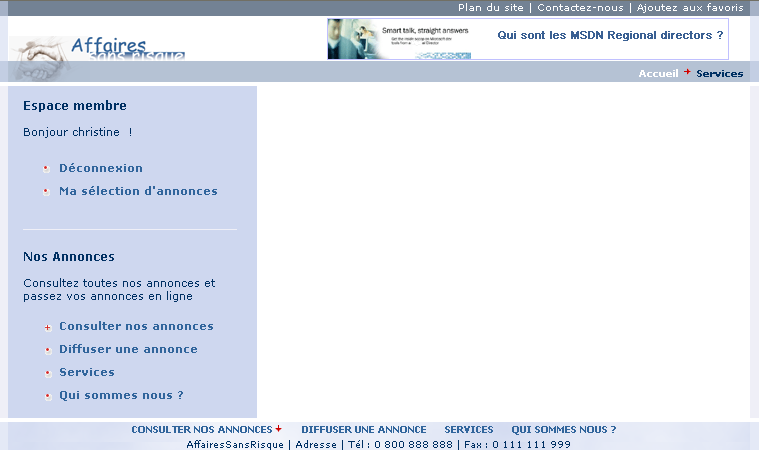 Plan du site | Contactez-nous | Ajoutez aux favoris
Affaires
sans risque
Smart talk, straight answers
Qui sont les MSDN Regional directors ?
Accueil Services
Espace membre
Bonjour christine !
Déconnexion
Ma sélection d'annonces
Nos Annonces
Consultez toutes nos annonces et
passez vos annonces en ligne
Consulter nos annonces
Diffuser une annonce
Services
Qui sommes nous ?
CONSULTER NOS ANNONCES DIFFUSER UNE ANNONCE SERVICES QUI SOMMES NOUS ?
AffairesSansRisque | Adresse | Tél : 0 800 888 888 | Fax : 0 111 111 999